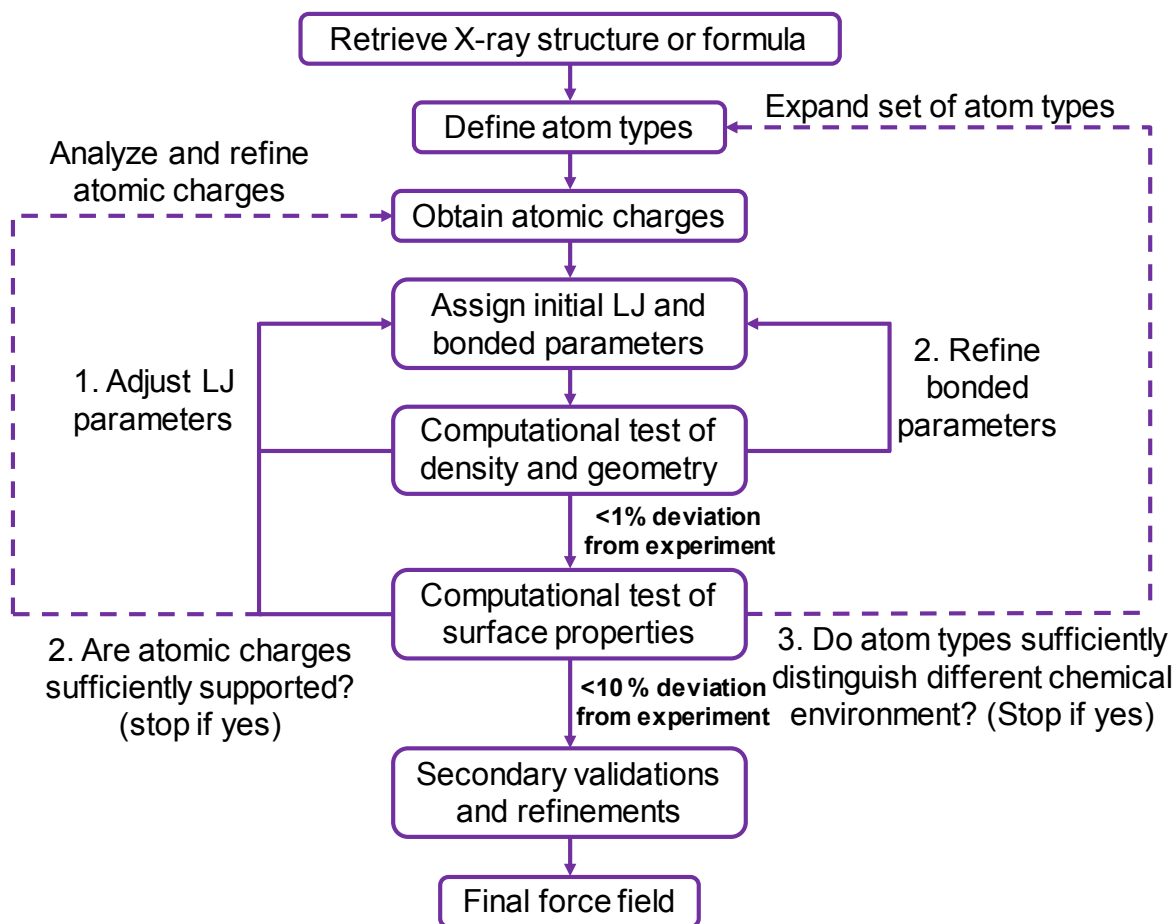 Retrieve X-ray structure or formula
Expand set of atom types
Define atom types
Analyze and refine
atomic charges
Obtain atomic charges
Assign initial LJ and
bonded parameters
1. Adjust LJ
parameters
2. Refine
bonded
parameters
Computational test of
density and geometry
<1% deviation
from experiment
Computational test of
surface properties
2. Are atomic charges
sufficiently supported?
(stop if yes)
3. Do atom types sufficiently
distinguish different chemical
environment? (Stop if yes)
<10 % deviation
from experiment
Secondary validations
and refinements
Final force field